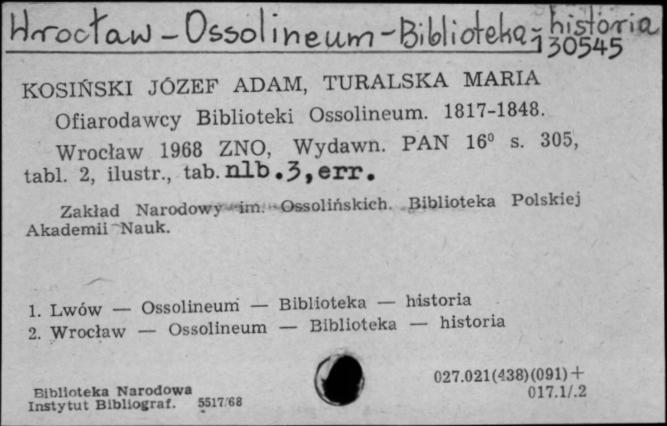 Wrocław - Ossolineum - Biblioteka - historia
130545
KOSIŃSKI JÓZEF ADAM, TURALSKA MARIA
Ofiarodawcy Biblioteki Ossolineum. 1817-1848.
Wrocław 1968 ZNO, Wydawn. PAN 16⁰ s. 305,
tabl. 2, ilustr., tab. nlb.3, err.
Zakład Narodowy im. Ossolińskich. Biblioteka Polskiej
Akademii Nauk.
1. Lwów — Ossolineum — Biblioteka — historia
2. Wrocław — Ossolineum — Biblioteka — historia
027.021(438)(091)+
017.1/.2
Biblioteka Narodowa
Instytut Bibliograf. 5517/68